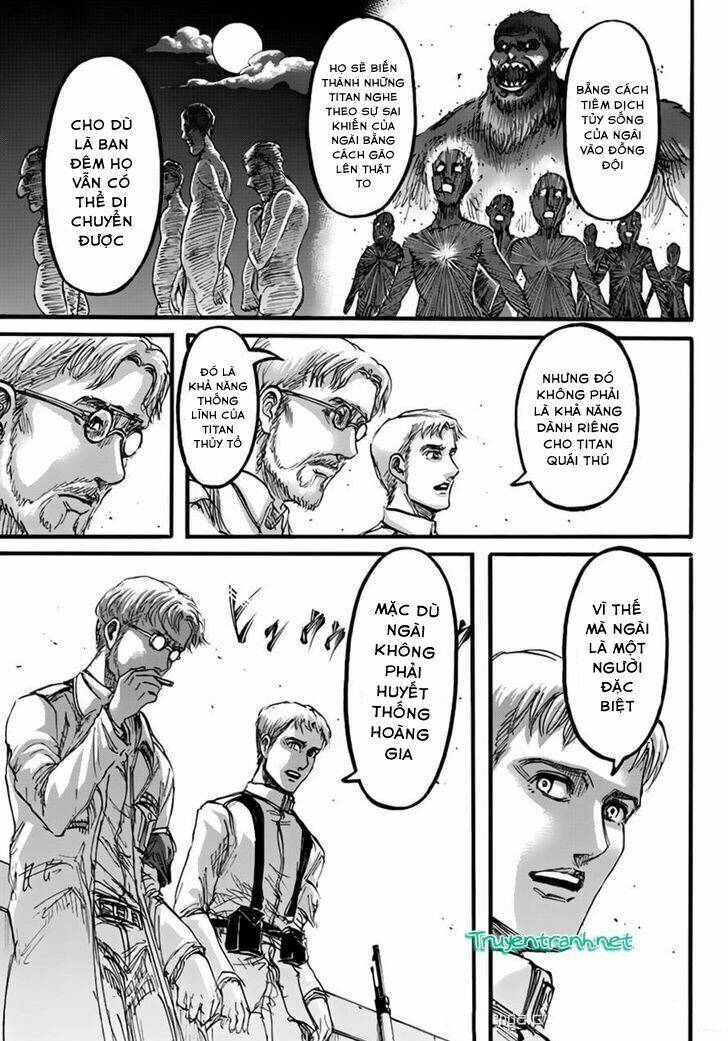 BẰNG CÁCH
TIÊM DỊCH
TỦY SỐNG
CỦA NGÀI
VÀO ĐỒNG
ĐỘI
HỌ SẼ BIẾN
THÀNH NHỮNG
TITAN NGHE
THEO SỰ SAI
KHIẾN CỦA
NGÀI BẰNG
CÁCH GÀO
LÊN THẬT
TO
CHO DÙ
LÀ BAN
ĐÊM HỌ
VẪN CÓ
THỂ DI
CHUYỂN
ĐƯỢC
NHƯNG ĐÓ
KHÔNG PHẢI
LÀ KHẢ NĂNG
DÀNH RIÊNG
CHO TITAN
QUÁI THÚ
ĐÓ LÀ
KHẢ NĂNG
THỐNG
LĨNH CỦA
TITAN
THỦY TỔ
VÌ THẾ
MÀ NGÀI
LÀ MỘT
NGƯỜI
ĐẶC
BIỆT
MẶC DÙ
NGÀI
KHÔNG
PHẢI
HUYẾT
THỐNG
HOÀNG
GIA
Truyentranh.net